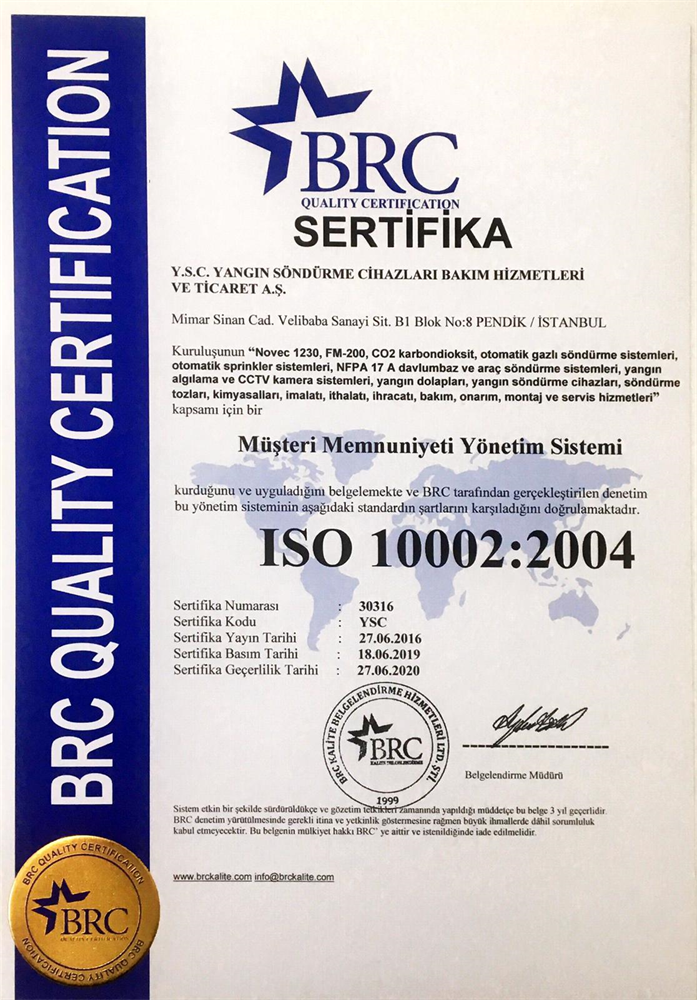 BRC QUALITY CERTIFICATION
BRC
QUALITY CERTIFICATION
SERTİFİKA
Y.S.C. YANGIN SÖNDÜRME CİHAZLARI BAKIM HİZMETLERİ
VE TİCARET A.Ş.
Mimar Sinan Cad. Velibaba Sanayi Sit. B1 Blok No:8 PENDİK / İSTANBUL
Kuruluşunun “Novec 1230, FM-200, CO2 karbondioksit, otomatik gazlı söndürme sistemleri,
otomatik sprinkler sistemleri, NFPA 17 A davlumbaz ve araç söndürme sistemleri, yangın
algılama ve CCTV kamera sistemleri, yangın dolapları, yangın söndürme cihazları, söndürme
tozları, kimyasalları, imalatı, ithalatı, ihracatı, bakım, onarım, montaj ve servis hizmetleri”
kapsamı için bir
Müşteri Memnuniyeti Yönetim Sistemi
kurduğunu ve uyguladığını belgelemekte ve BRC tarafından gerçekleştirilen denetim
bu yönetim sisteminin aşağıdaki standardın şartlarını karşıladığını doğrulamaktadır.
ISO 10002:2004
Sertifika Numarası : 30316
Sertifika Kodu : YSC
Sertifika Yayın Tarihi : 27.06.2016
Sertifika Basım Tarihi : 18.06.2019
Sertifika Geçerlilik Tarihi : 27.06.2020
BRC KALİTE BELGELENDİRME HİZMETLERİ LTD.ŞTİ.
BRC
1999
Belgelendirme Müdürü
Sistem etkin bir şekilde sürdürüldükçe ve gözetim tetkikleri zamanında yapıldığı müddetçe bu belge 3 yıl geçerlidir.
BRC denetim yürütülmesinde gerekli itina ve yetkinlik göstermesine rağmen büyük ihmallerde dâhil sorumluluk
kabul etmeyecektir. Bu belgenin mülkiyet hakkı BRC’ ye aittir ve istenildiğinde iade edilmelidir.
www.brckalite.com info@brckalite.com
BRC QUALITY CERTIFICATION
BRC
BRC QUALITY CERTIFICATION